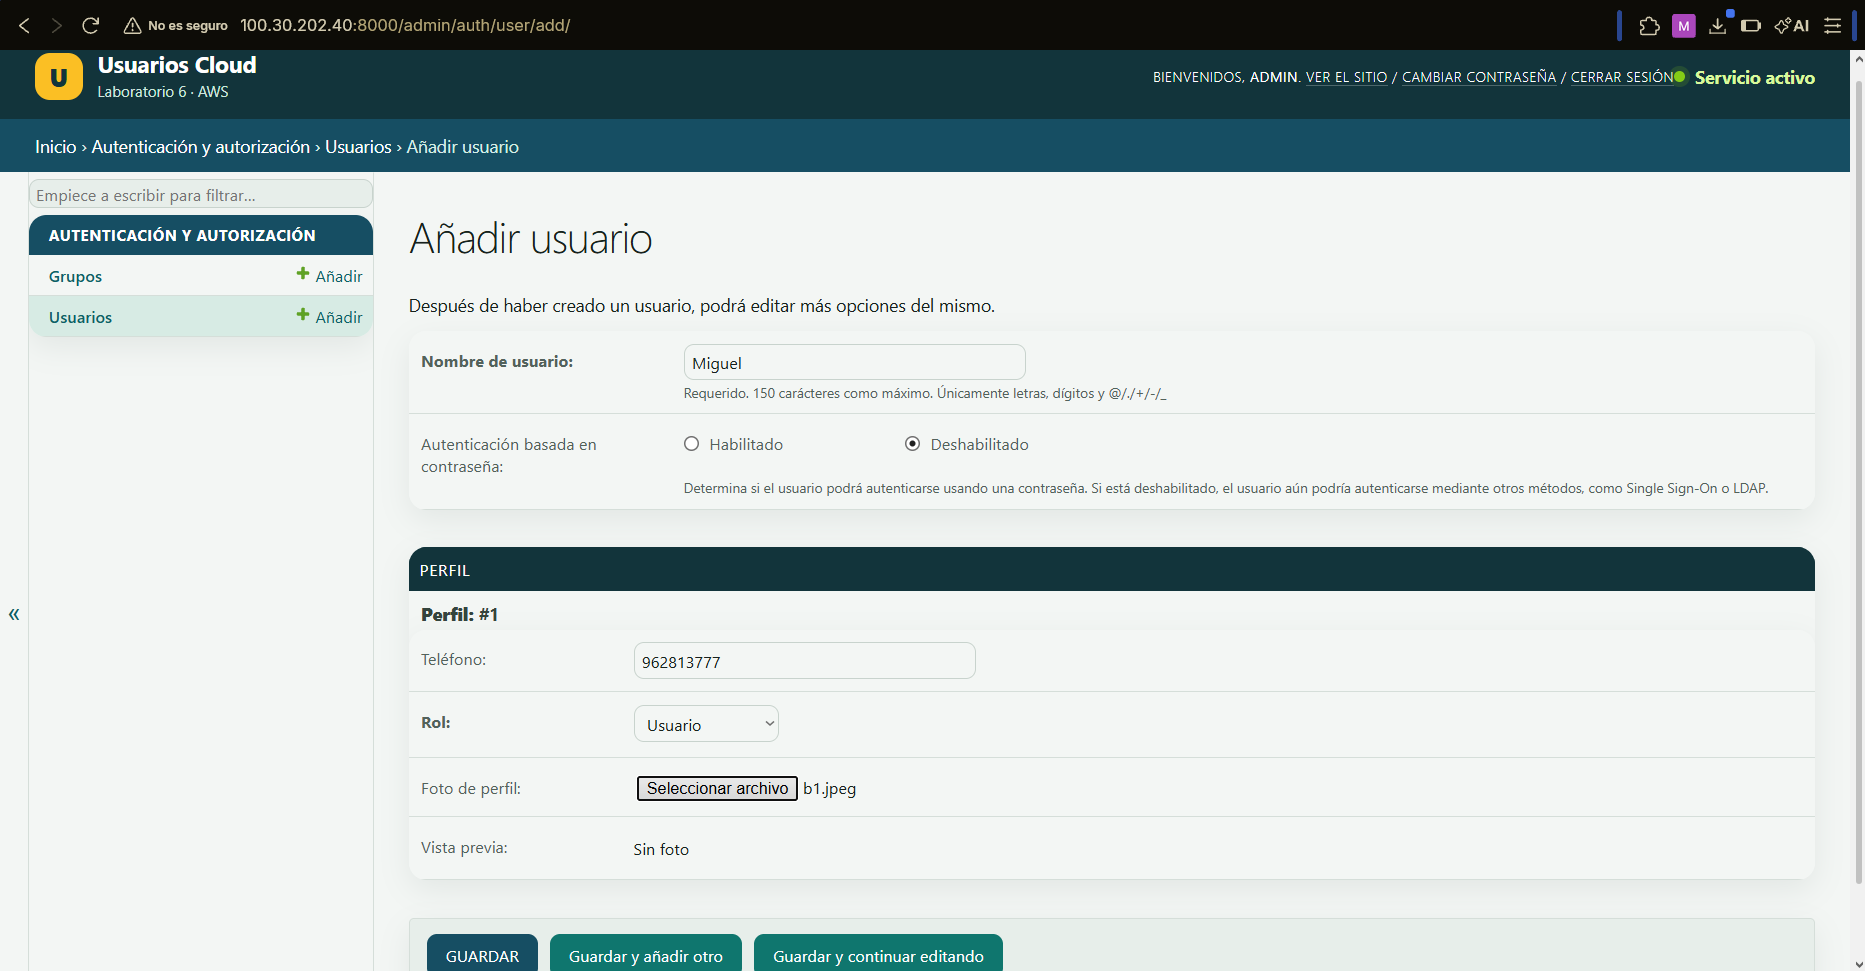 No es seguro 100.30.202.40:8000/admin/auth/user/add/
M
AI
U
Usuarios Cloud
Laboratorio 6 · AWS
BIENVENIDOS, ADMIN. VER EL SITIO / CAMBIAR CONTRASEÑA / CERRAR SESIÓN
Servicio activo
Inicio › Autenticación y autorización › Usuarios › Añadir usuario
Empiece a escribir para filtrar...
AUTENTICACIÓN Y AUTORIZACIÓN
Grupos + Añadir
Usuarios + Añadir
«
Añadir usuario
Después de haber creado un usuario, podrá editar más opciones del mismo.
Nombre de usuario: Miguel
Requerido. 150 carácteres como máximo. Únicamente letras, dígitos y @/./+/-/_
Autenticación basada en
contraseña:
Habilitado Deshabilitado
Determina si el usuario podrá autenticarse usando una contraseña. Si está deshabilitado, el usuario aún podría autenticarse mediante otros métodos, como Single Sign-On o LDAP.
PERFIL
Perfil: #1
Teléfono: 962813777
Rol: Usuario
Foto de perfil: Seleccionar archivo b1.jpeg
Vista previa: Sin foto
GUARDAR Guardar y añadir otro Guardar y continuar editando